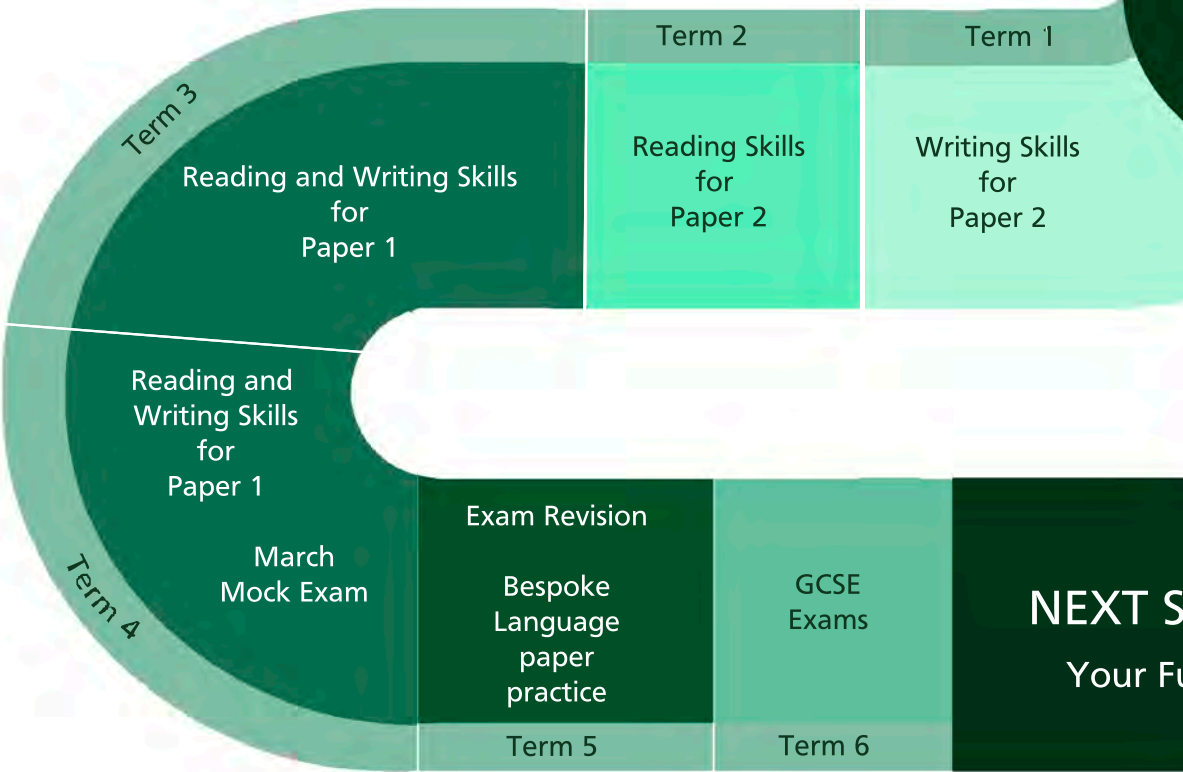 Term 1
Writing Skills
for
Paper 2
Term 2
Reading Skills
for
Paper 2
Term 3
Reading and Writing Skills
for
Paper 1
Term 4
Reading and
Writing Skills
for
Paper 1
March
Mock Exam
Exam Revision
Bespoke
Language
paper
practice
Term 5
GCSE
Exams
Term 6
NEXT
Your